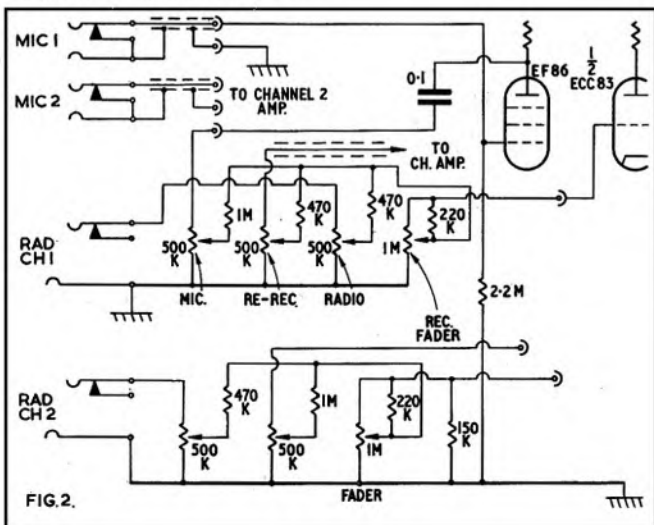 MIC 1
MIC 2
TO CHANNEL 2
AMP.
0·1
EF86
1/2
ECC83
TO
CH. AMP.
RAD
CH 1
500
K
1M
500
K
470
K
500
K
470
K
1M
220
K
MIC.
RE-REC.
RADIO
REC.
FADER
2·2 M
RAD
CH 2
500
K
470
K
500
K
1M
1M
220
K
150
K
FADER
FIG.2.